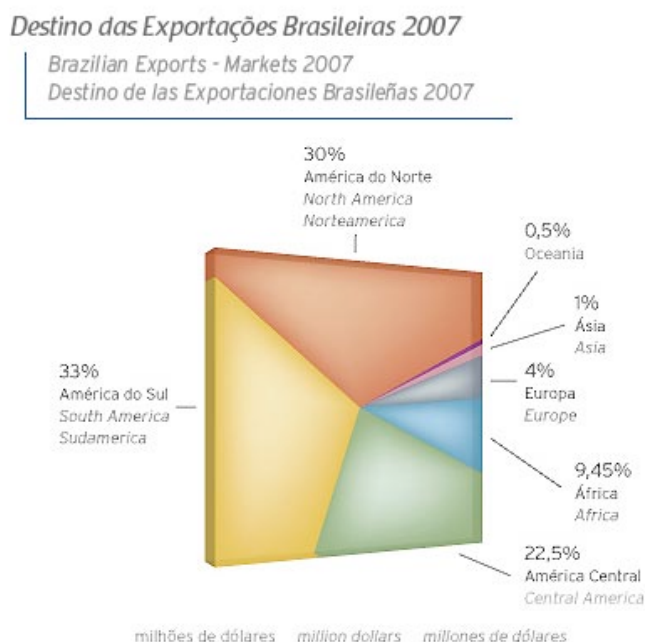 Destino das Exportações Brasileiras 2007
Brazilian Exports - Markets 2007
Destino de las Exportaciones Brasileñas 2007
30%
América do Norte
North America
Norteamerica
0,5%
Oceania
1%
Ásia
Asia
33%
América do Sul
South America
Sudamerica
4%
Europa
Europe
9,45%
África
Africa
22,5%
América Central
Central America
milhões de dólares million dollars millones de dólares